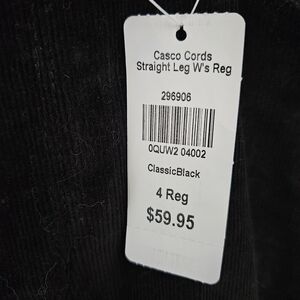 Casco Cords
Straight Leg W's Reg
296906
0QUW2 04002
ClassicBlack
4 Reg
$59.95